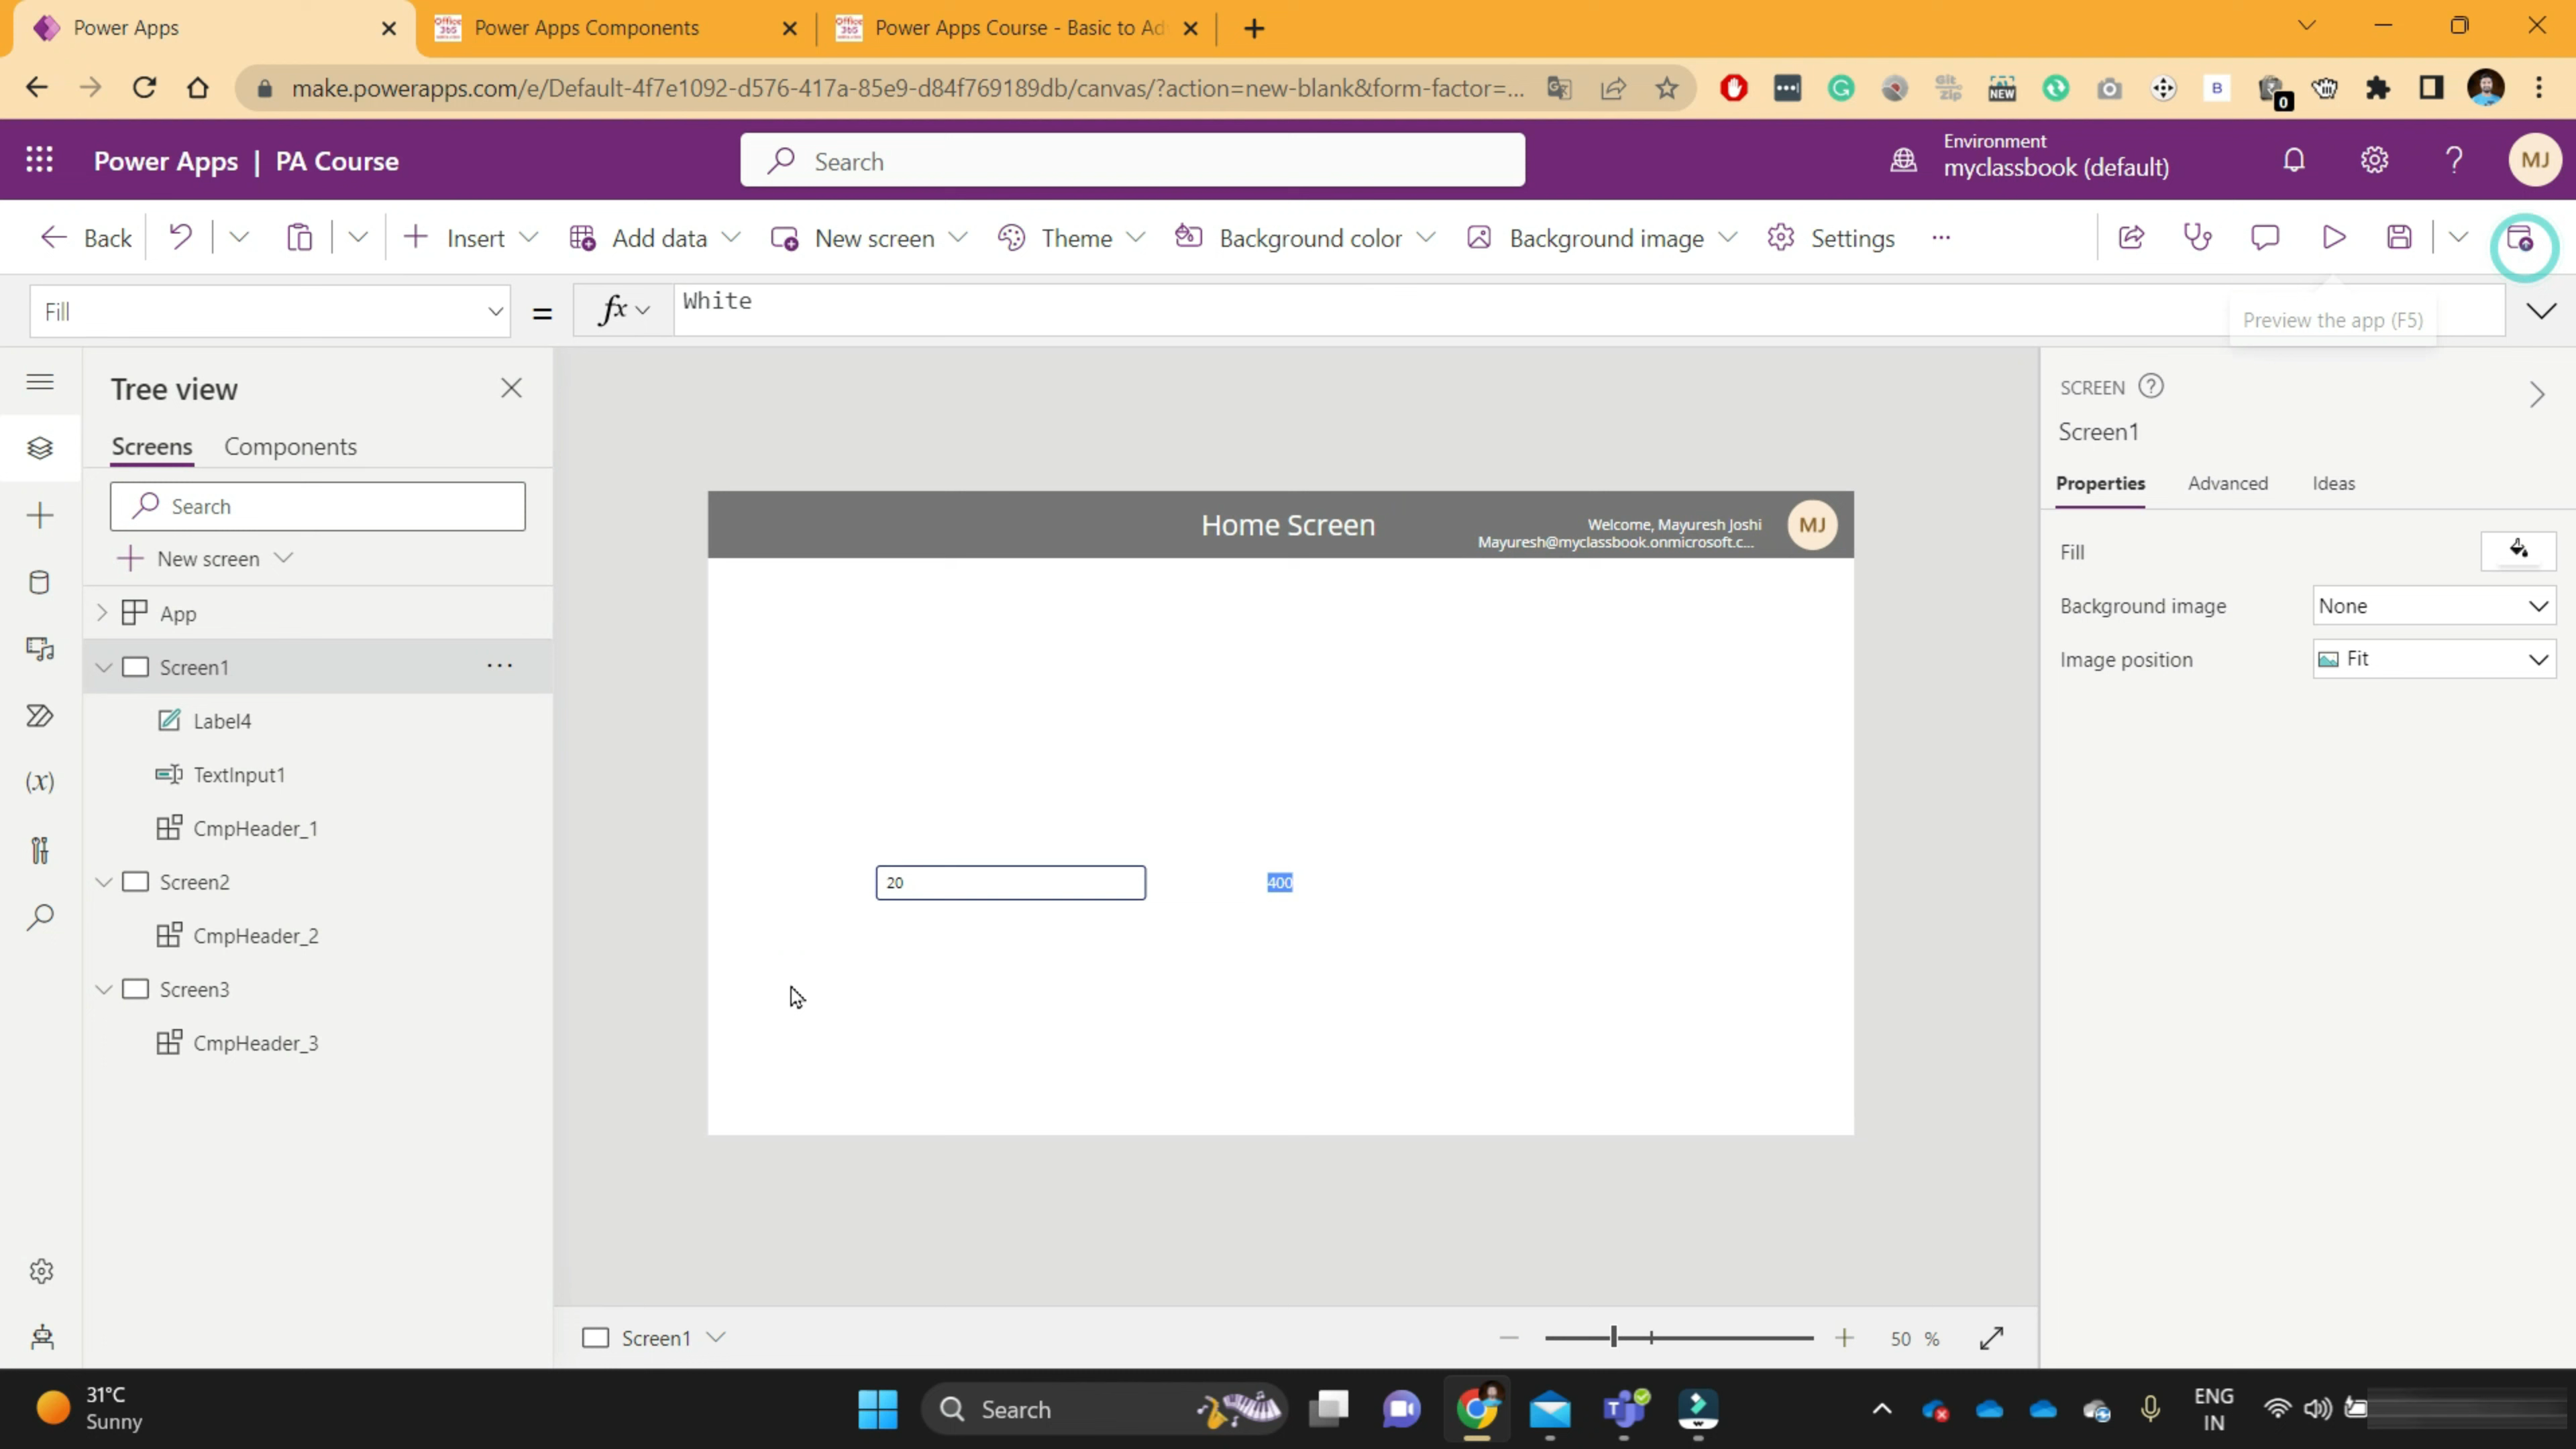 Power Apps
Power Apps Components
Power Apps Course - Basic to Ad
make.powerapps.com/e/Default-4f7e1092-d576-417a-85e9-d84f769189db/canvas/?action=new-blank&form-factor=...
Power Apps | PA Course
Search
Environment
myclassbook (default)
MJ
Back
Insert
Add data
New screen
Theme
Background color
Background image
Settings
Fill
=
fx
White
Preview the app (F5)
Tree view
Screens
Components
Search
New screen
App
Screen1
Label4
TextInput1
CmpHeader_1
Screen2
CmpHeader_2
Screen3
CmpHeader_3
Home Screen
Welcome, Mayuresh Joshi
Mayuresh@myclassbook.onmicrosoft.c...
MJ
20
400
SCREEN
Screen1
Properties
Advanced
Ideas
Fill
Background image
None
Image position
Fit
Screen1
50 %
31°C
Sunny
Search
ENG
IN